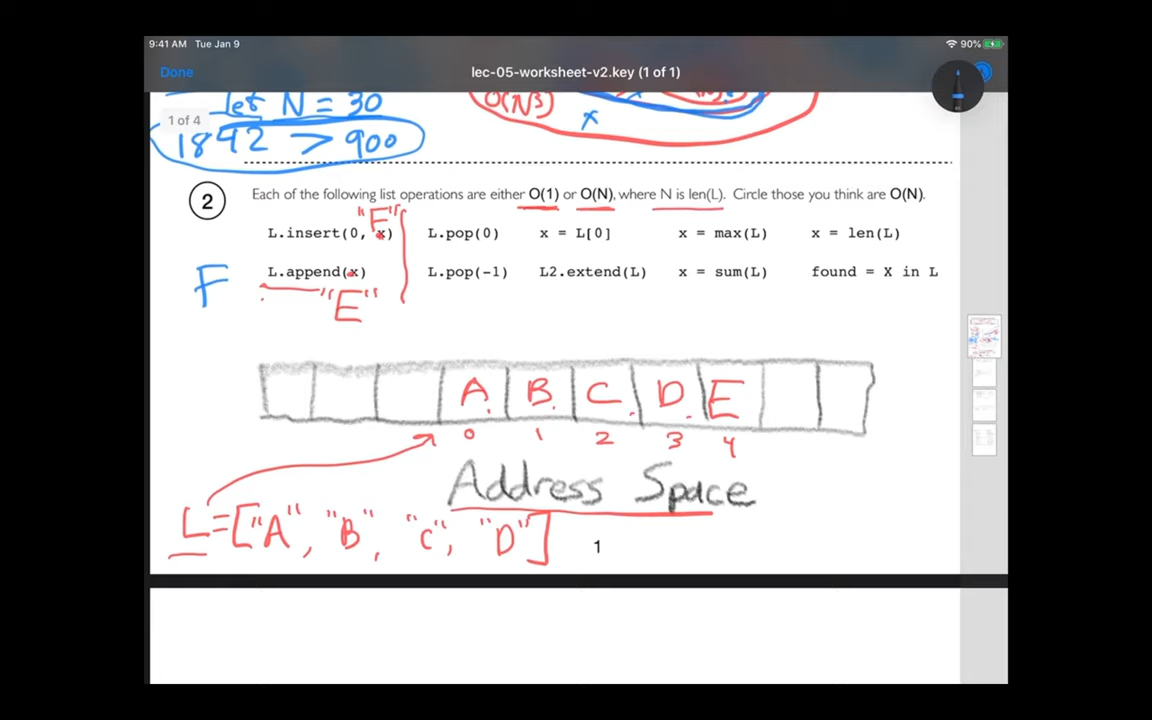 9:41 AM Tue Jan 9 90%
Done lec-05-worksheet-v2.key (1 of 1)
let N = 30
1 of 4
1892 > 900
O(N3)
x
2 Each of the following list operations are either O(1) or O(N), where N is len(L). Circle those you think are O(N).
"E"
L.insert(0, x) L.pop(0) x = L[0] x = max(L) x = len(L)
F L.append(x) L.pop(-1) L2.extend(L) x = sum(L) found = X in L
"E"
A B C D E
0 1 2 3 4
Address Space
L=["A", "B", "C", "D"]
1